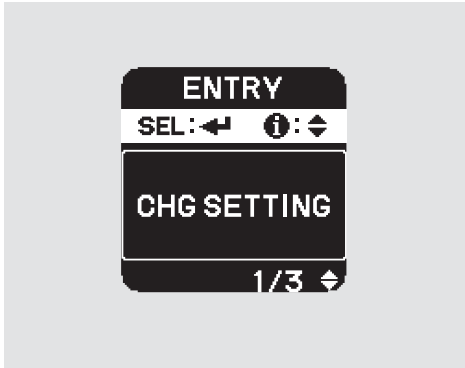 ENTRY
SEL:↵ ℹ:◆
CHG SETTING
1/3 ◆